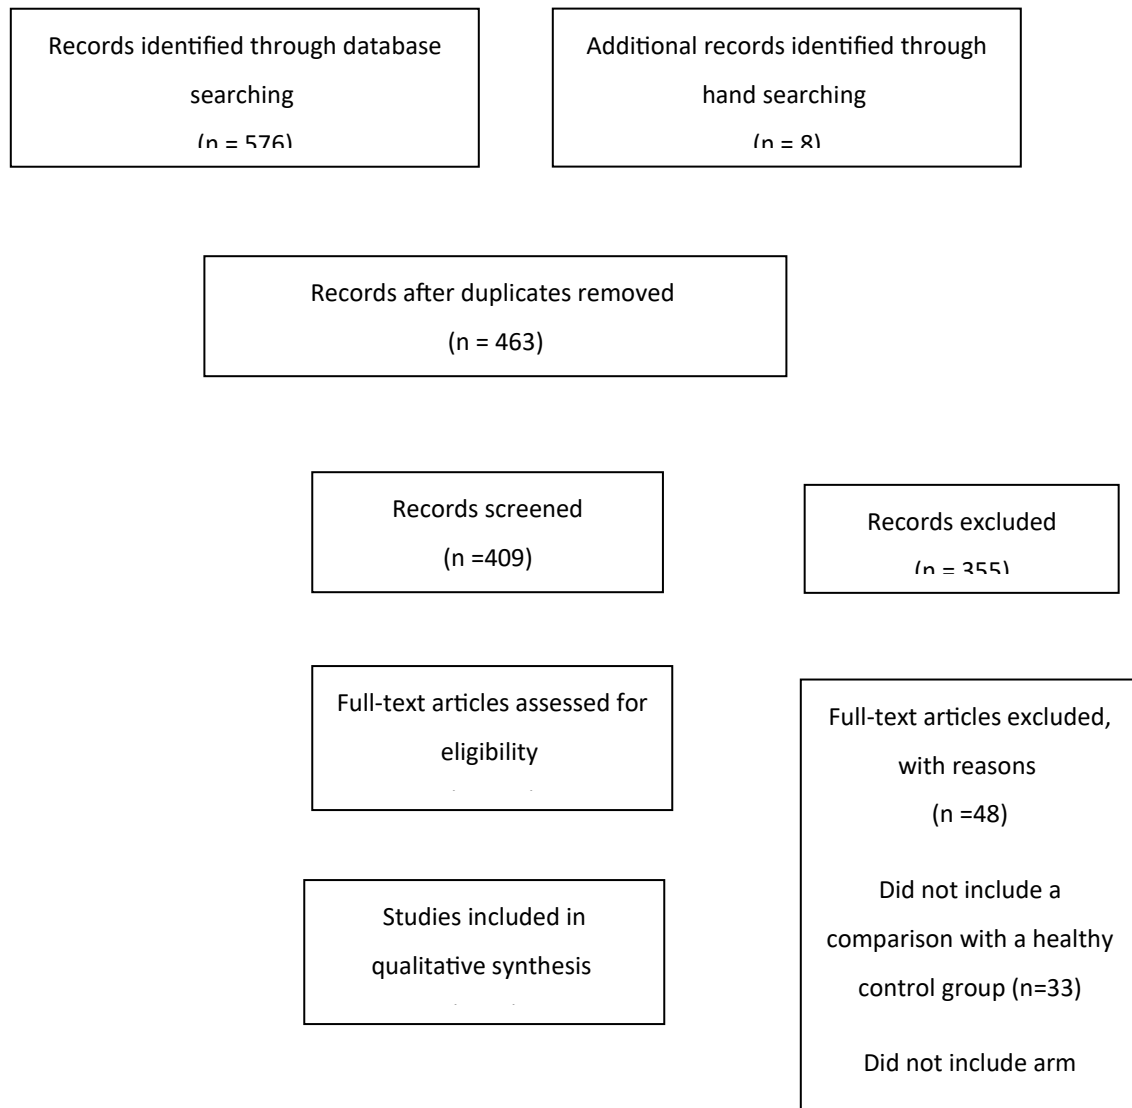 Records identified through database
searching
(n = 576)
Additional records identified through
hand searching
(n = 8)
Records after duplicates removed
(n = 463)
Records screened
(n =409)
Records excluded
(n = 355)
Full-text articles assessed for
eligibility
Full-text articles excluded,
with reasons
(n =48)
Did not include a
comparison with a healthy
control group (n=33)
Did not include arm
Studies included in
qualitative synthesis